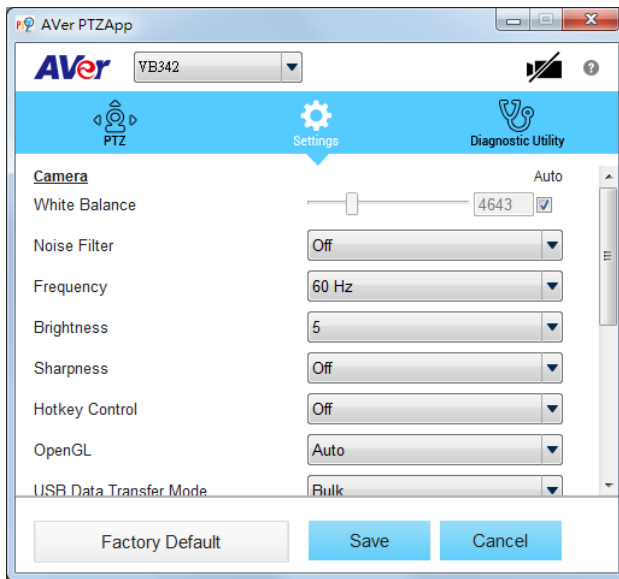 AVer PTZApp
AVer VB342
PTZ Settings Diagnostic Utility
Camera Auto
White Balance 4643
Noise Filter Off
Frequency 60 Hz
Brightness 5
Sharpness Off
Hotkey Control Off
OpenGL Auto
USB Data Transfer Mode Bulk
Factory Default Save Cancel